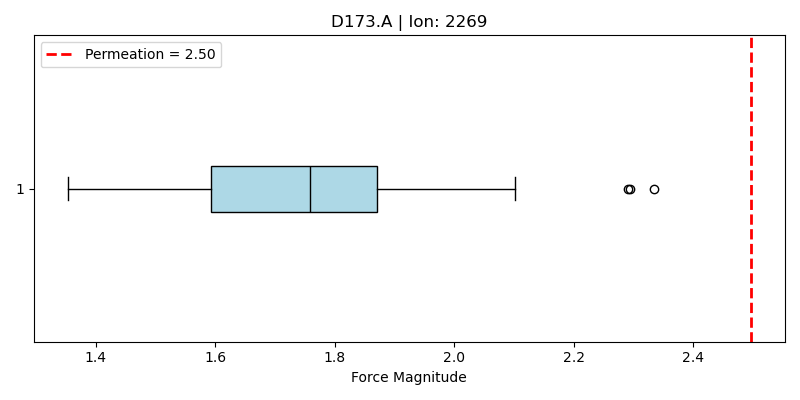 D173.A | Ion: 2269
Permeation = 2.50
1
1.4 1.6 1.8 2.0 2.2 2.4
Force Magnitude